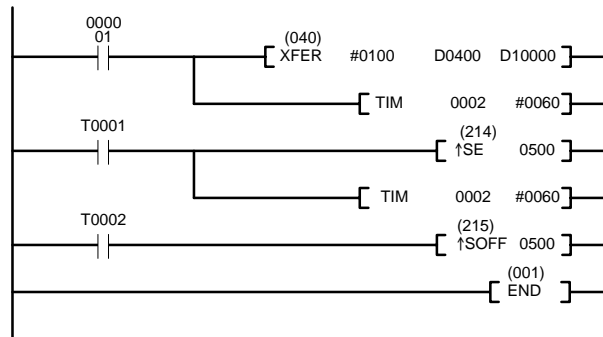 0000
01
(040)
XFER #0100 D0400 D10000
TIM 0002 #0060
T0001
(214)
↑SE 0500
TIM 0002 #0060
T0002
(215)
↑SOFF 0500
(001)
END